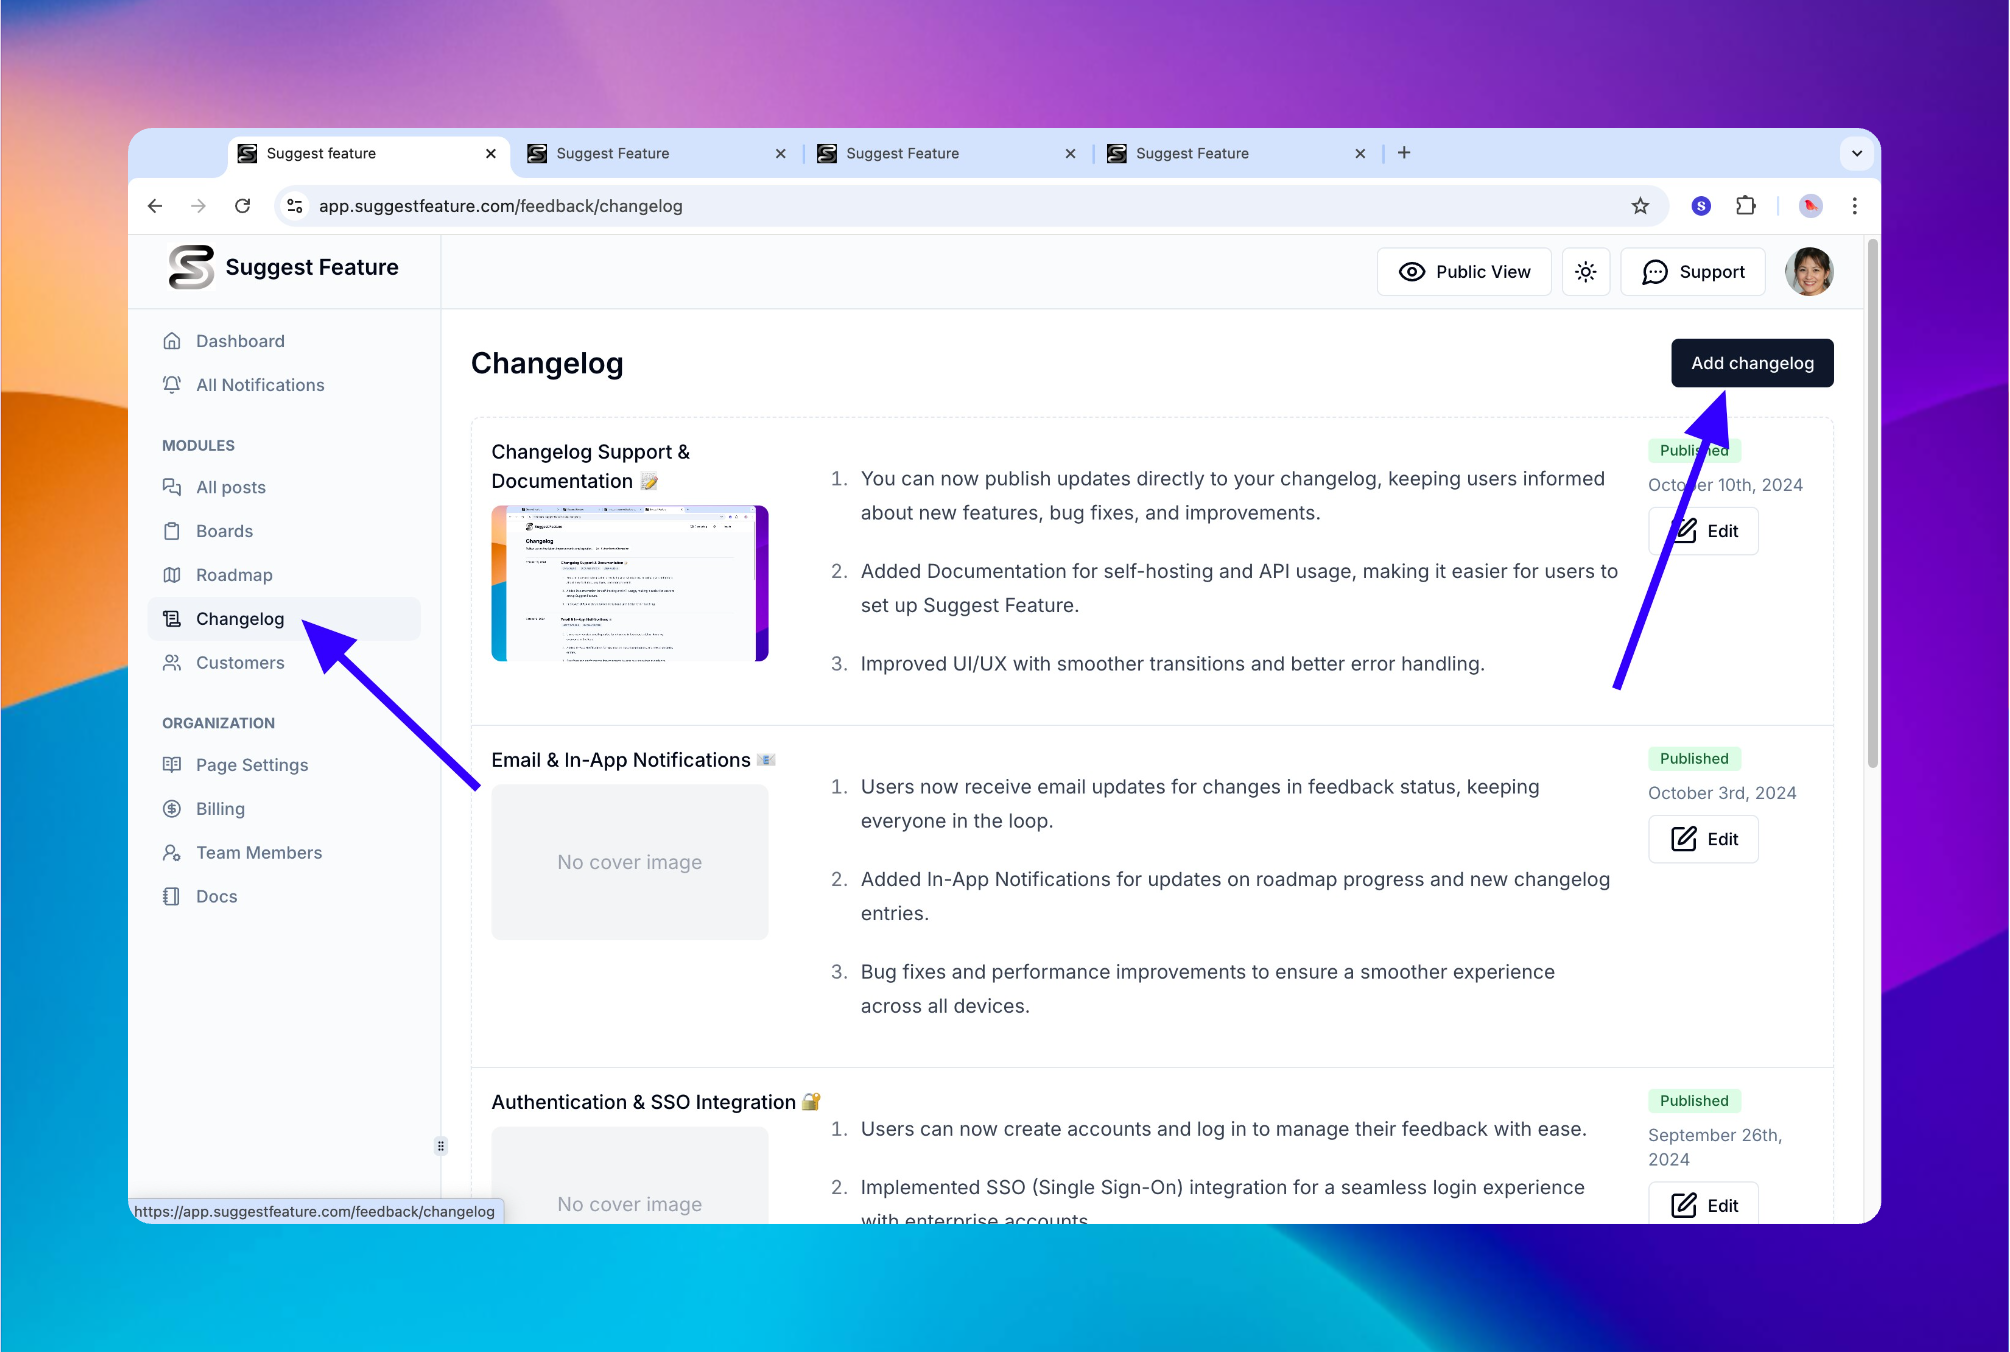 Suggest feature
Suggest Feature
Suggest Feature
Suggest Feature
app.suggestfeature.com/feedback/changelog
S
Suggest Feature
Public View
Support
Dashboard
All Notifications
MODULES
All posts
Boards
Roadmap
Changelog
Customers
ORGANIZATION
Page Settings
Billing
Team Members
Docs
Changelog
Add changelog
Changelog Support &
Documentation
1. You can now publish updates directly to your changelog, keeping users informed
about new features, bug fixes, and improvements.
2. Added Documentation for self-hosting and API usage, making it easier for users to
set up Suggest Feature.
3. Improved UI/UX with smoother transitions and better error handling.
Published
October 10th, 2024
Edit
Email & In-App Notifications
No cover image
1. Users now receive email updates for changes in feedback status, keeping
everyone in the loop.
2. Added In-App Notifications for updates on roadmap progress and new changelog
entries.
3. Bug fixes and performance improvements to ensure a smoother experience
across all devices.
Published
October 3rd, 2024
Edit
Authentication & SSO Integration
No cover image
1. Users can now create accounts and log in to manage their feedback with ease.
2. Implemented SSO (Single Sign-On) integration for a seamless login experience
with enterprise accounts
Published
September 26th,
2024
Edit
https://app.suggestfeature.com/feedback/changelog